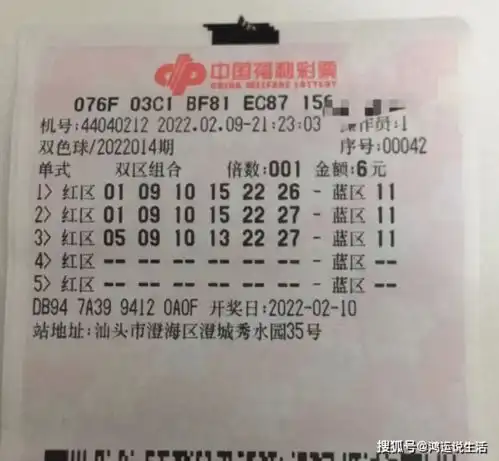 中国福利彩票
CHINA WELFARE LOTTERY
076F 03C1 BF81 EC87 156
机号:44040212 2022.02.09-21:23:03 操作员:1
双色球/2022014期 序号:00042
单式 双区组合 倍数:001 金额:6元
1> 红区 01 09 10 15 22 26 - 蓝区 11
2> 红区 01 09 10 15 22 27 - 蓝区 11
3> 红区 05 09 10 13 22 27 - 蓝区 11
4> 红区 -- -- -- -- -- -- - 蓝区 --
5> 红区 -- -- -- -- -- -- - 蓝区 --
DB94 7A39 9412 0A0F 开奖日:2022-02-10
站地址:汕头市澄海区澄城秀水园35号
搜狐号@鸿运说生活